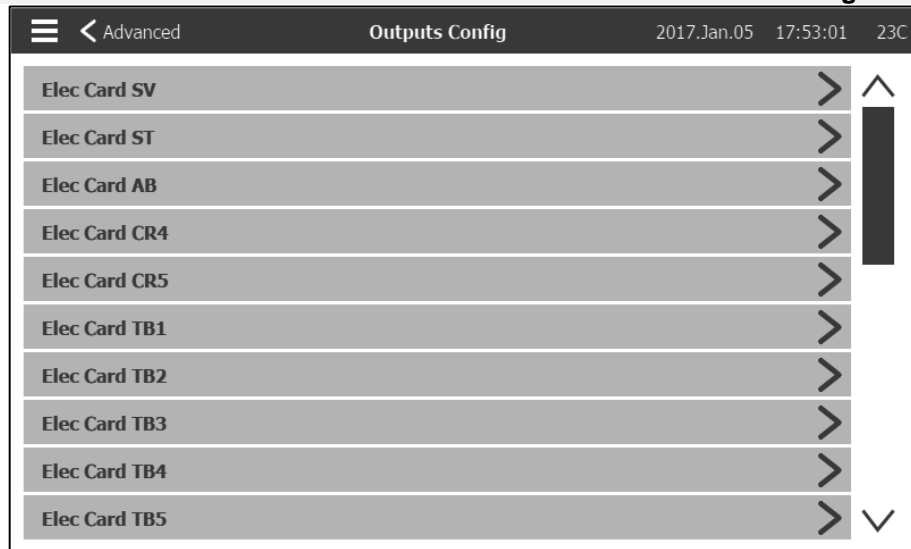 Advanced Outputs Config 2017.Jan.05 17:53:01 23C
Elec Card SV
Elec Card ST
Elec Card AB
Elec Card CR4
Elec Card CR5
Elec Card TB1
Elec Card TB2
Elec Card TB3
Elec Card TB4
Elec Card TB5